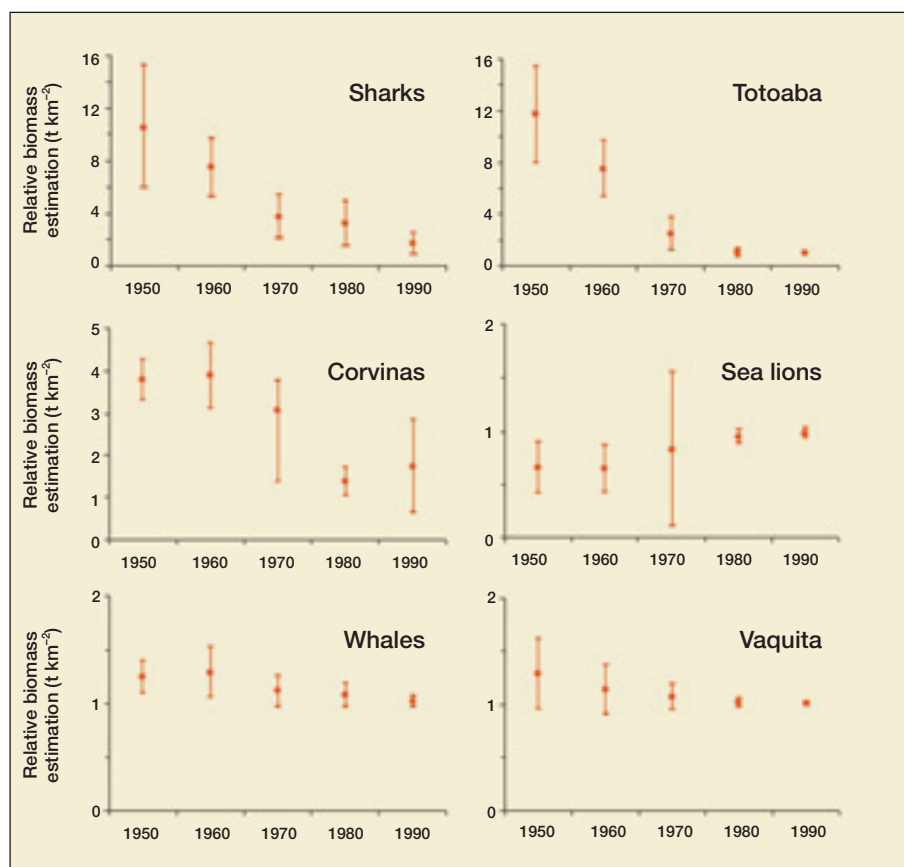 Relative biomass
estimation (t km⁻²)
16
12
8
4
0
Sharks
1950 1960 1970 1980 1990
16
12
8
4
0
Totoaba
1950 1960 1970 1980 1990
Relative biomass
estimation (t km⁻²)
5
4
3
2
1
0
Corvinas
1950 1960 1970 1980 1990
2
1
0
Sea lions
1950 1960 1970 1980 1990
Relative biomass
estimation (t km⁻²)
2
1
0
Whales
1950 1960 1970 1980 1990
2
1
0
Vaquita
1950 1960 1970 1980 1990